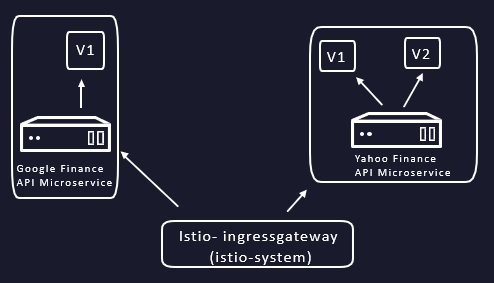 V1
Google Finance
API Microservice
V1
V2
Yahoo Finance
API Microservice
Istio- ingressgateway
(istio-system)